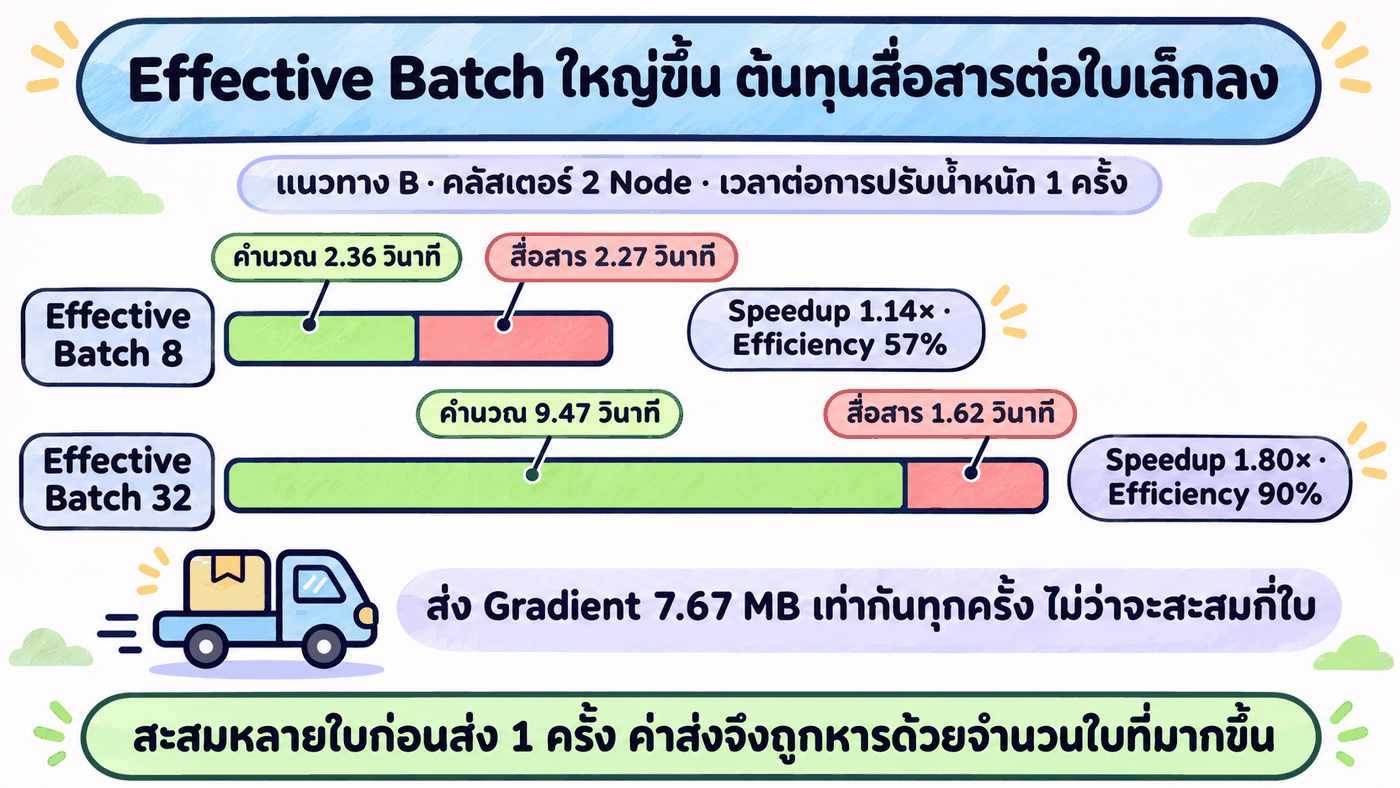 Effective Batch ใหญ่ขึ้น ต้นทุนสื่อสารต่อใบเล็กลง
แนวทาง B · คลัสเตอร์ 2 Node · เวลาต่อการปรับน้ำหนัก 1 ครั้ง
คำนวณ 2.36 วินาที
สื่อสาร 2.27 วินาที
Effective
Batch 8
Speedup 1.14× ·
Efficiency 57%
คำนวณ 9.47 วินาที
สื่อสาร 1.62 วินาที
Effective
Batch 32
Speedup 1.80× ·
Efficiency 90%
ส่ง Gradient 7.67 MB เท่ากันทุกครั้ง ไม่ว่าจะสะสมกี่ใบ
สะสมหลายใบก่อนส่ง 1 ครั้ง ค่าส่งจึงถูกหารด้วยจำนวนใบที่มากขึ้น